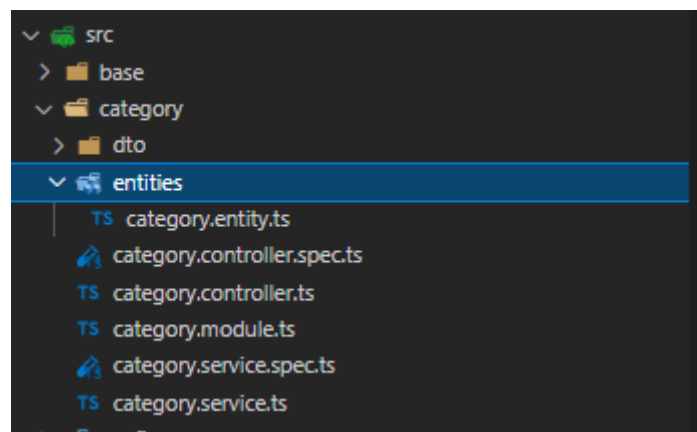 src
base
category
dto
entities
TS category.entity.ts
category.controller.spec.ts
TS category.controller.ts
TS category.module.ts
category.service.spec.ts
TS category.service.ts